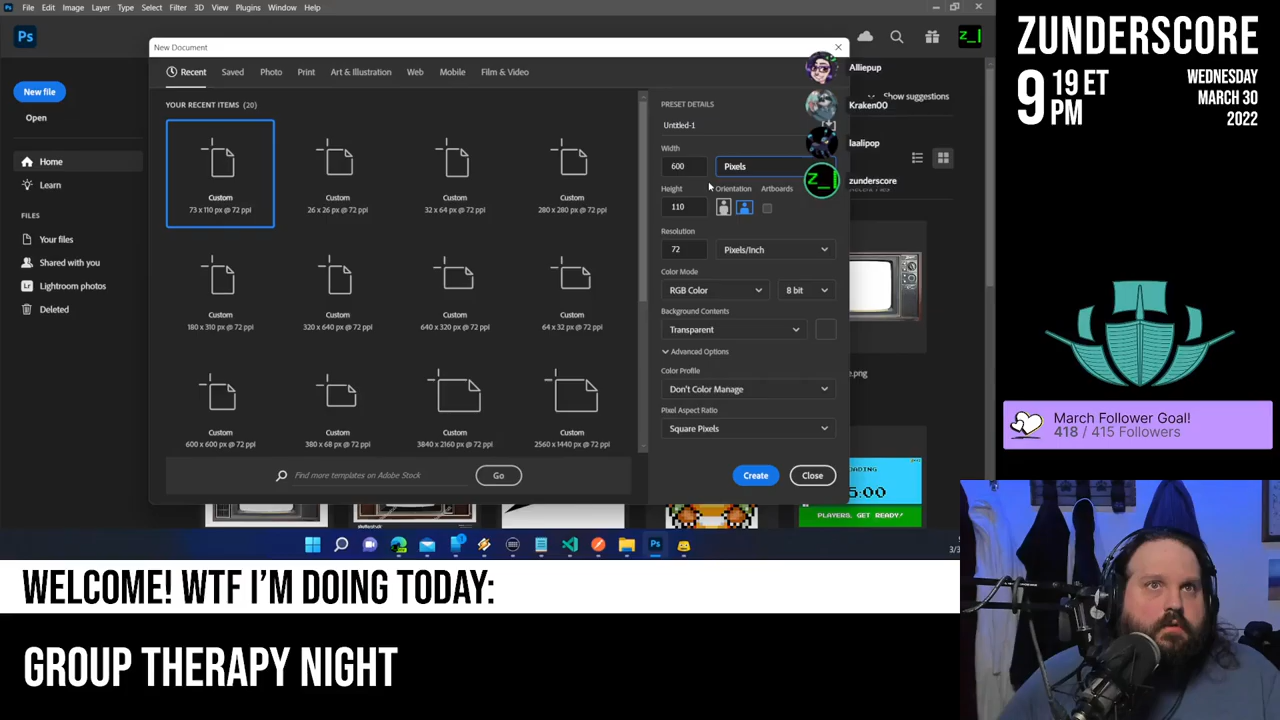 Ps File Edit Image Layer Type Select Filter 3D View Plugins Window Help
Ps
z_|
New file
Open
Home
Learn
FILES
Your files
Shared with you
Lr Lightroom photos
Deleted
New Document
Recent Saved Photo Print Art & Illustration Web Mobile Film & Video
YOUR RECENT ITEMS (20)
Custom
73 x 110 px @ 72 ppi
Custom
26 x 26 px @ 72 ppi
Custom
32 x 64 px @ 72 ppi
Custom
280 x 280 px @ 72 ppi
Custom
180 x 310 px @ 72 ppi
Custom
320 x 640 px @ 72 ppi
Custom
640 x 320 px @ 72 ppi
Custom
64 x 32 px @ 72 ppi
Custom
600 x 600 px @ 72 ppi
Custom
380 x 68 px @ 72 ppi
Custom
3840 x 2160 px @ 72 ppi
Custom
2560 x 1440 px @ 72 ppi
Find more templates on Adobe Stock
Go
PRESET DETAILS
Untitled-1
Width
600 Pixels
Height Orientation Artboards
110
Resolution
72 Pixels/Inch
Color Mode
RGB Color 8 bit
Background Contents
Transparent
Advanced Options
Color Profile
Don't Color Manage
Pixel Aspect Ratio
Square Pixels
Create Close
Alliepup
Show suggestions
Kraken00
laalipop
z_|
zunderscore
PLAYERS, GET READY!
Ps
WELCOME! WTF I'M DOING TODAY:
GROUP THERAPY NIGHT
ZUNDERSCORE
9 19 ET
PM
WEDNESDAY
MARCH 30
2022
March Follower Goal!
418 / 415 Followers